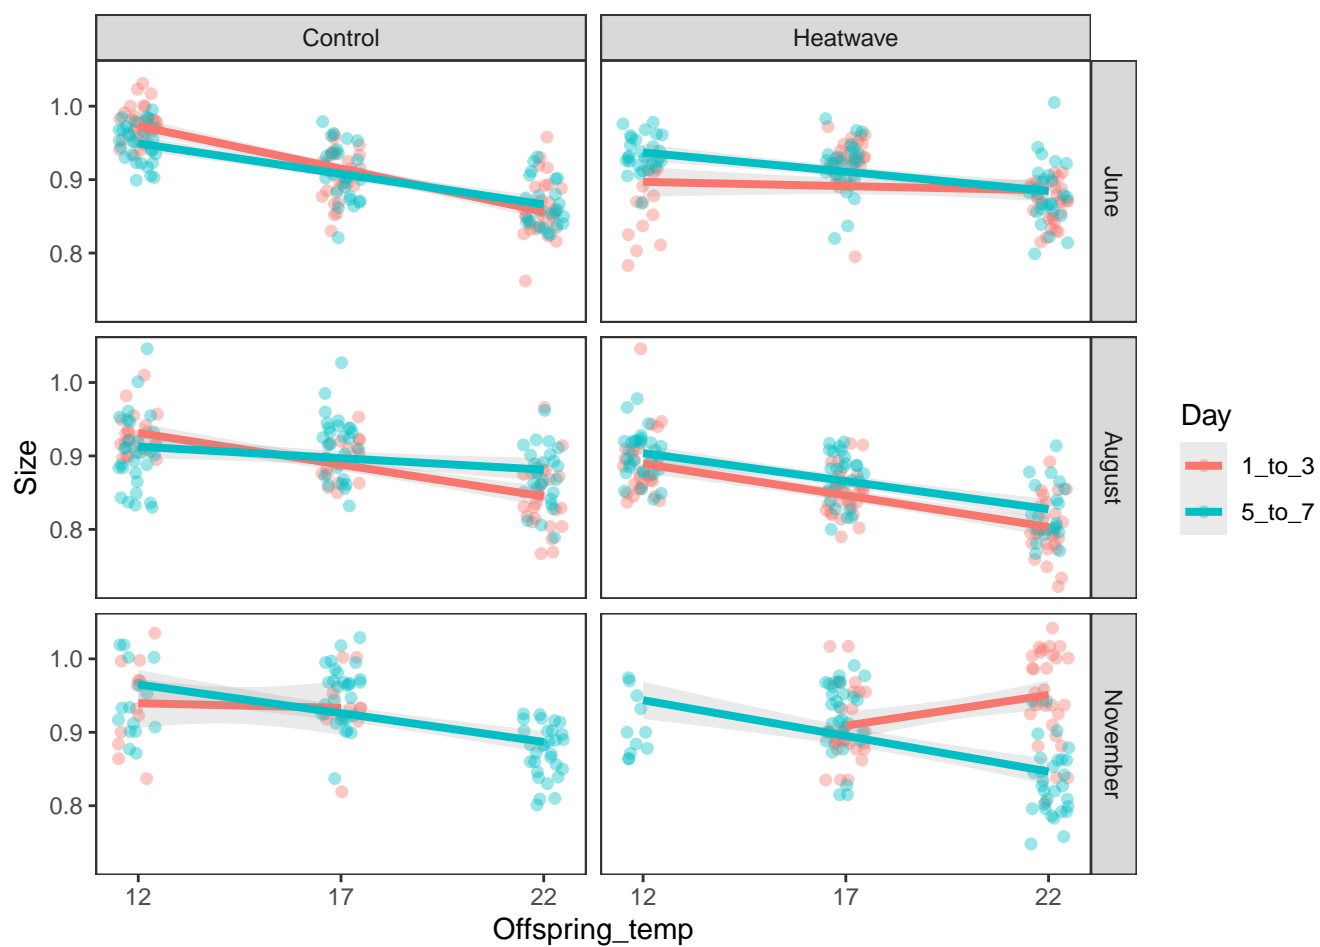 Control
Heatwave
1.0
0.9
0.8
June
1.0
0.9
0.8
August
1.0
0.9
0.8
November
Size
12
17
22
12
17
22
Offspring_temp
Day
1_to_3
5_to_7